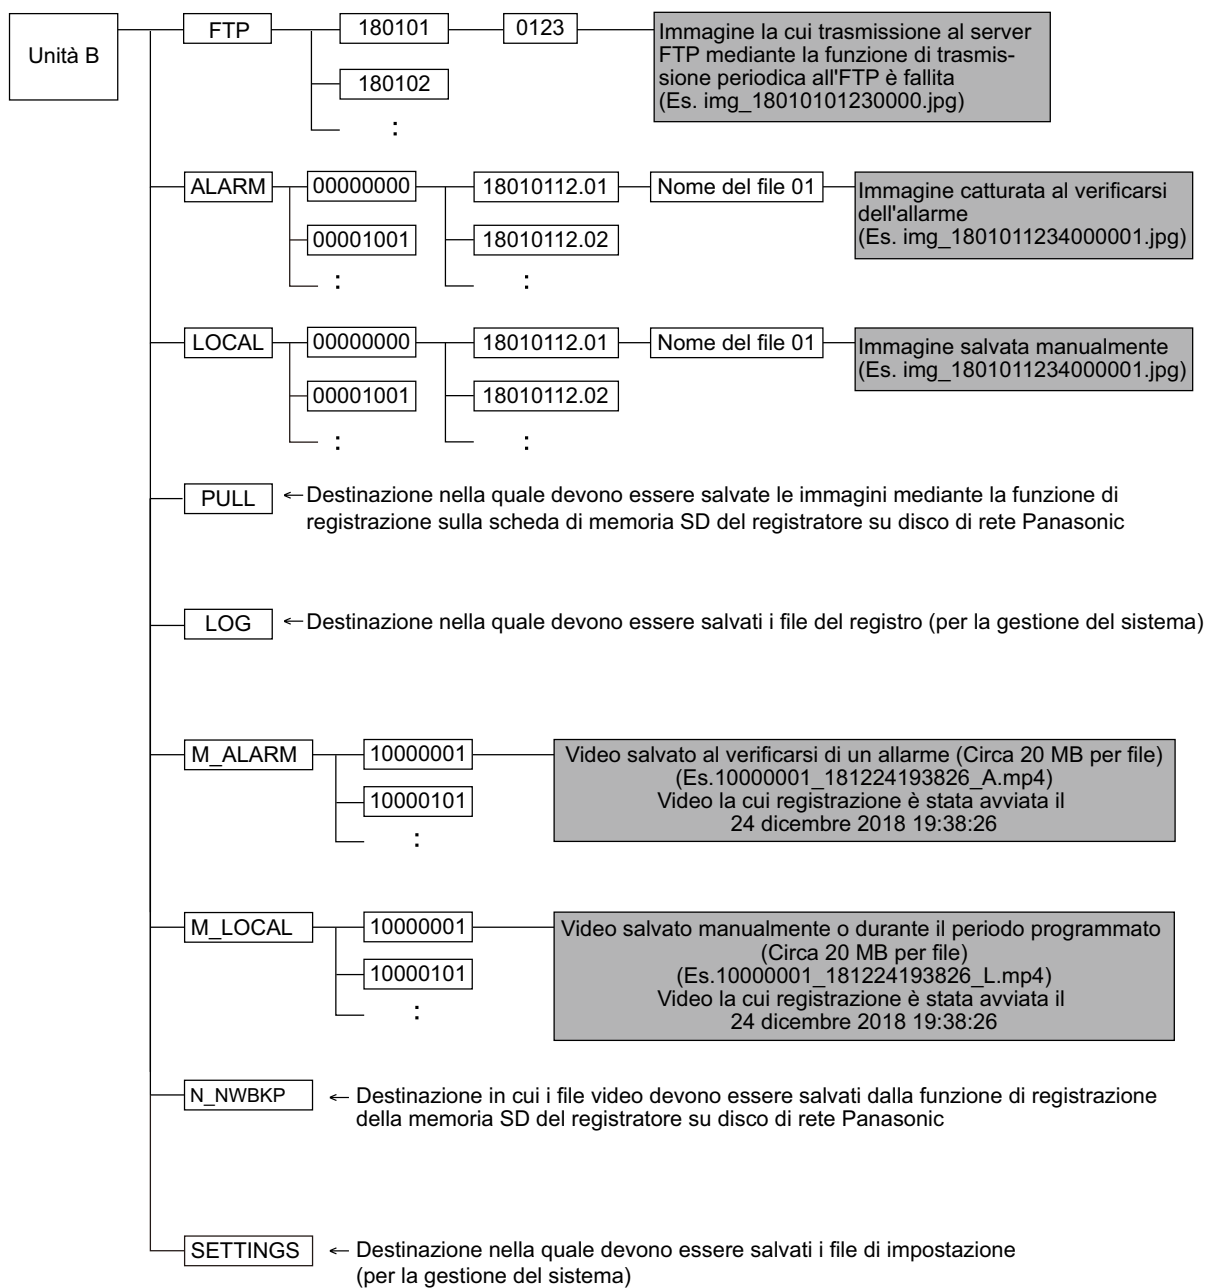 Unità B
FTP
180101
0123
Immagine la cui trasmissione al server
FTP mediante la funzione di trasmis-
sione periodica all'FTP è fallita
(Es. img_18010101230000.jpg)
180102
:
ALARM
00000000
18010112.01
Nome del file 01
Immagine catturata al verificarsi
dell'allarme
(Es. img_1801011234000001.jpg)
00001001
18010112.02
:
:
LOCAL
00000000
18010112.01
Nome del file 01
Immagine salvata manualmente
(Es. img_1801011234000001.jpg)
00001001
18010112.02
:
:
PULL
←Destinazione nella quale devono essere salvate le immagini mediante la funzione di
registrazione sulla scheda di memoria SD del registratore su disco di rete Panasonic
LOG
←Destinazione nella quale devono essere salvati i file del registro (per la gestione del sistema)
M_ALARM
10000001
Video salvato al verificarsi di un allarme (Circa 20 MB per file)
(Es.10000001_181224193826_A.mp4)
Video la cui registrazione è stata avviata il
24 dicembre 2018 19:38:26
10000101
:
M_LOCAL
10000001
Video salvato manualmente o durante il periodo programmato
(Circa 20 MB per file)
(Es.10000001_181224193826_L.mp4)
Video la cui registrazione è stata avviata il
24 dicembre 2018 19:38:26
10000101
:
N_NWBKP
← Destinazione in cui i file video devono essere salvati dalla funzione di registrazione
della memoria SD del registratore su disco di rete Panasonic
SETTINGS
← Destinazione nella quale devono essere salvati i file di impostazione
(per la gestione del sistema)